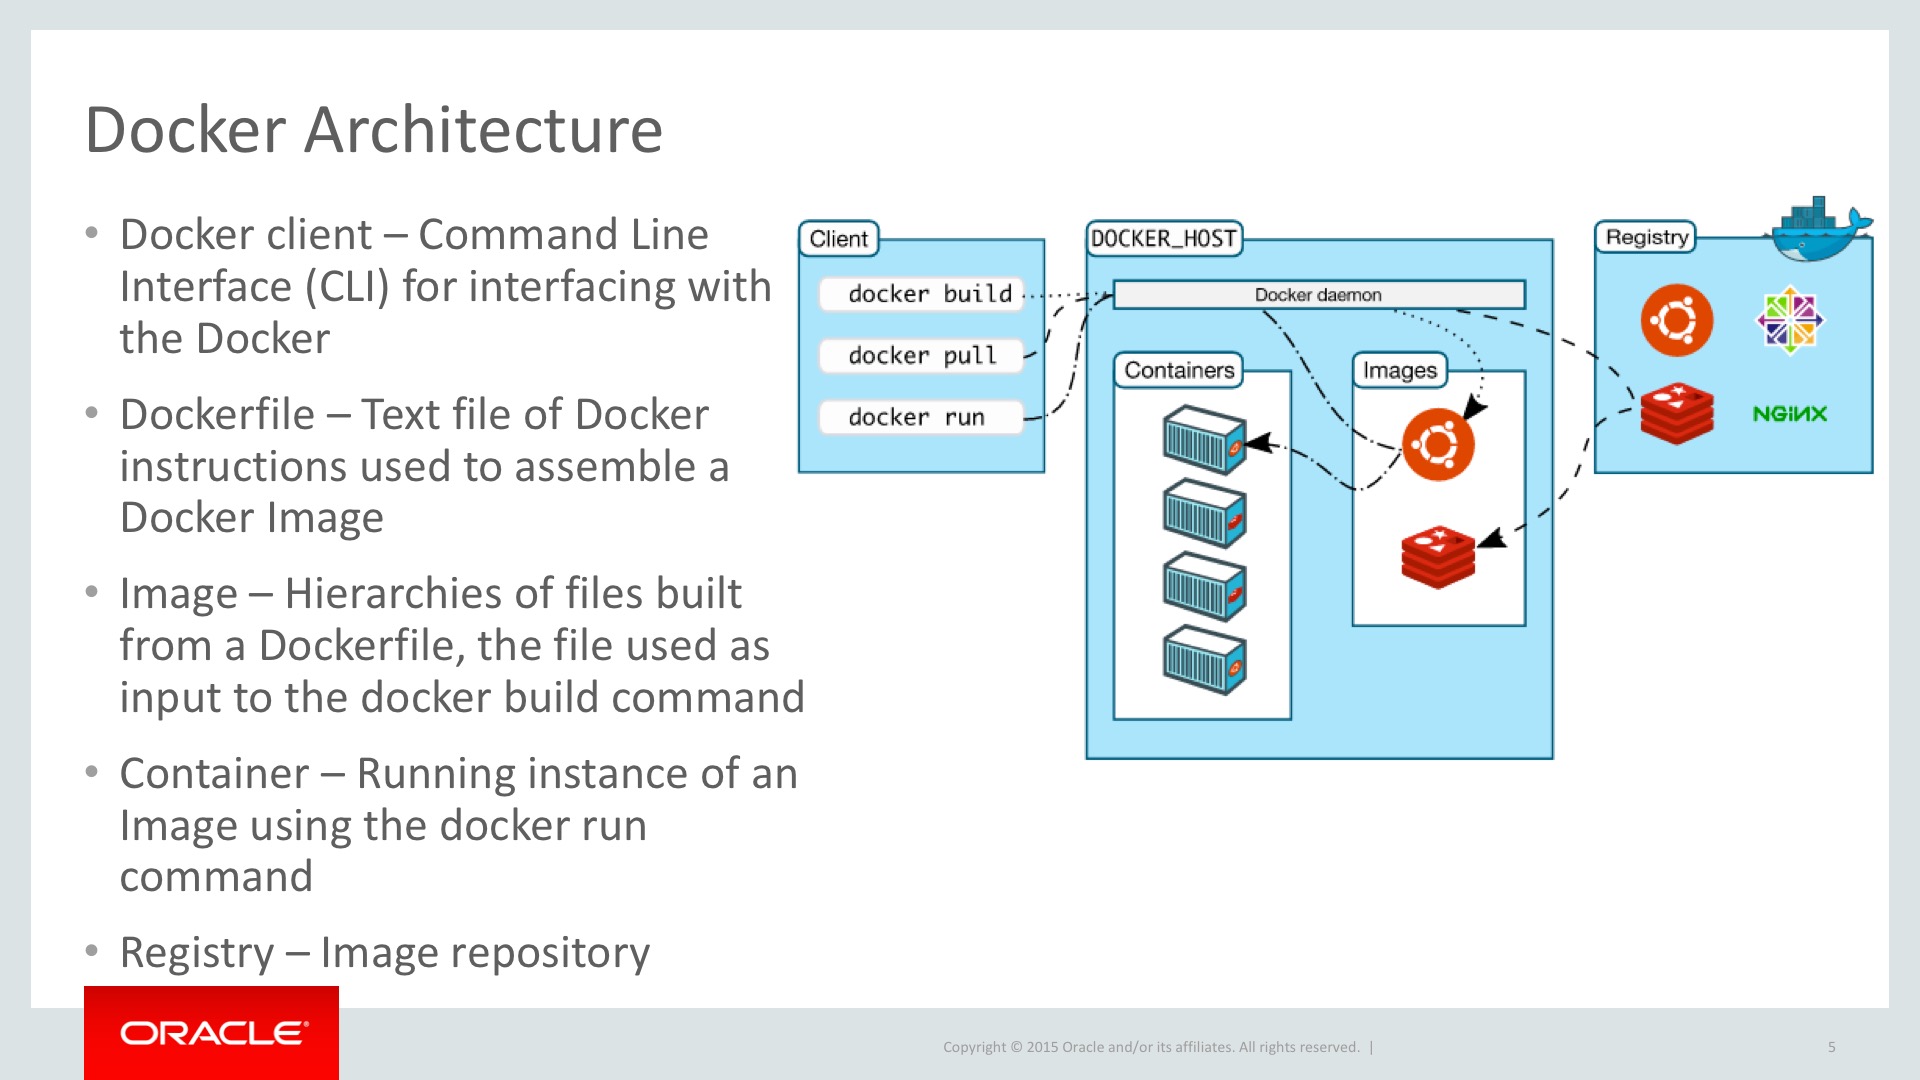 Docker Architecture
• Docker client – Command Line
Interface (CLI) for interfacing with
the Docker
• Dockerfile – Text file of Docker
instructions used to assemble a
Docker Image
• Image – Hierarchies of files built
from a Dockerfile, the file used as
input to the docker build command
• Container – Running instance of an
Image using the docker run
command
• Registry – Image repository
Client
docker build
docker pull
docker run
DOCKER_HOST
Docker daemon
Containers
Images
Registry
NGiNX
ORACLE®
Copyright © 2015 Oracle and/or its affiliates. All rights reserved. |
5